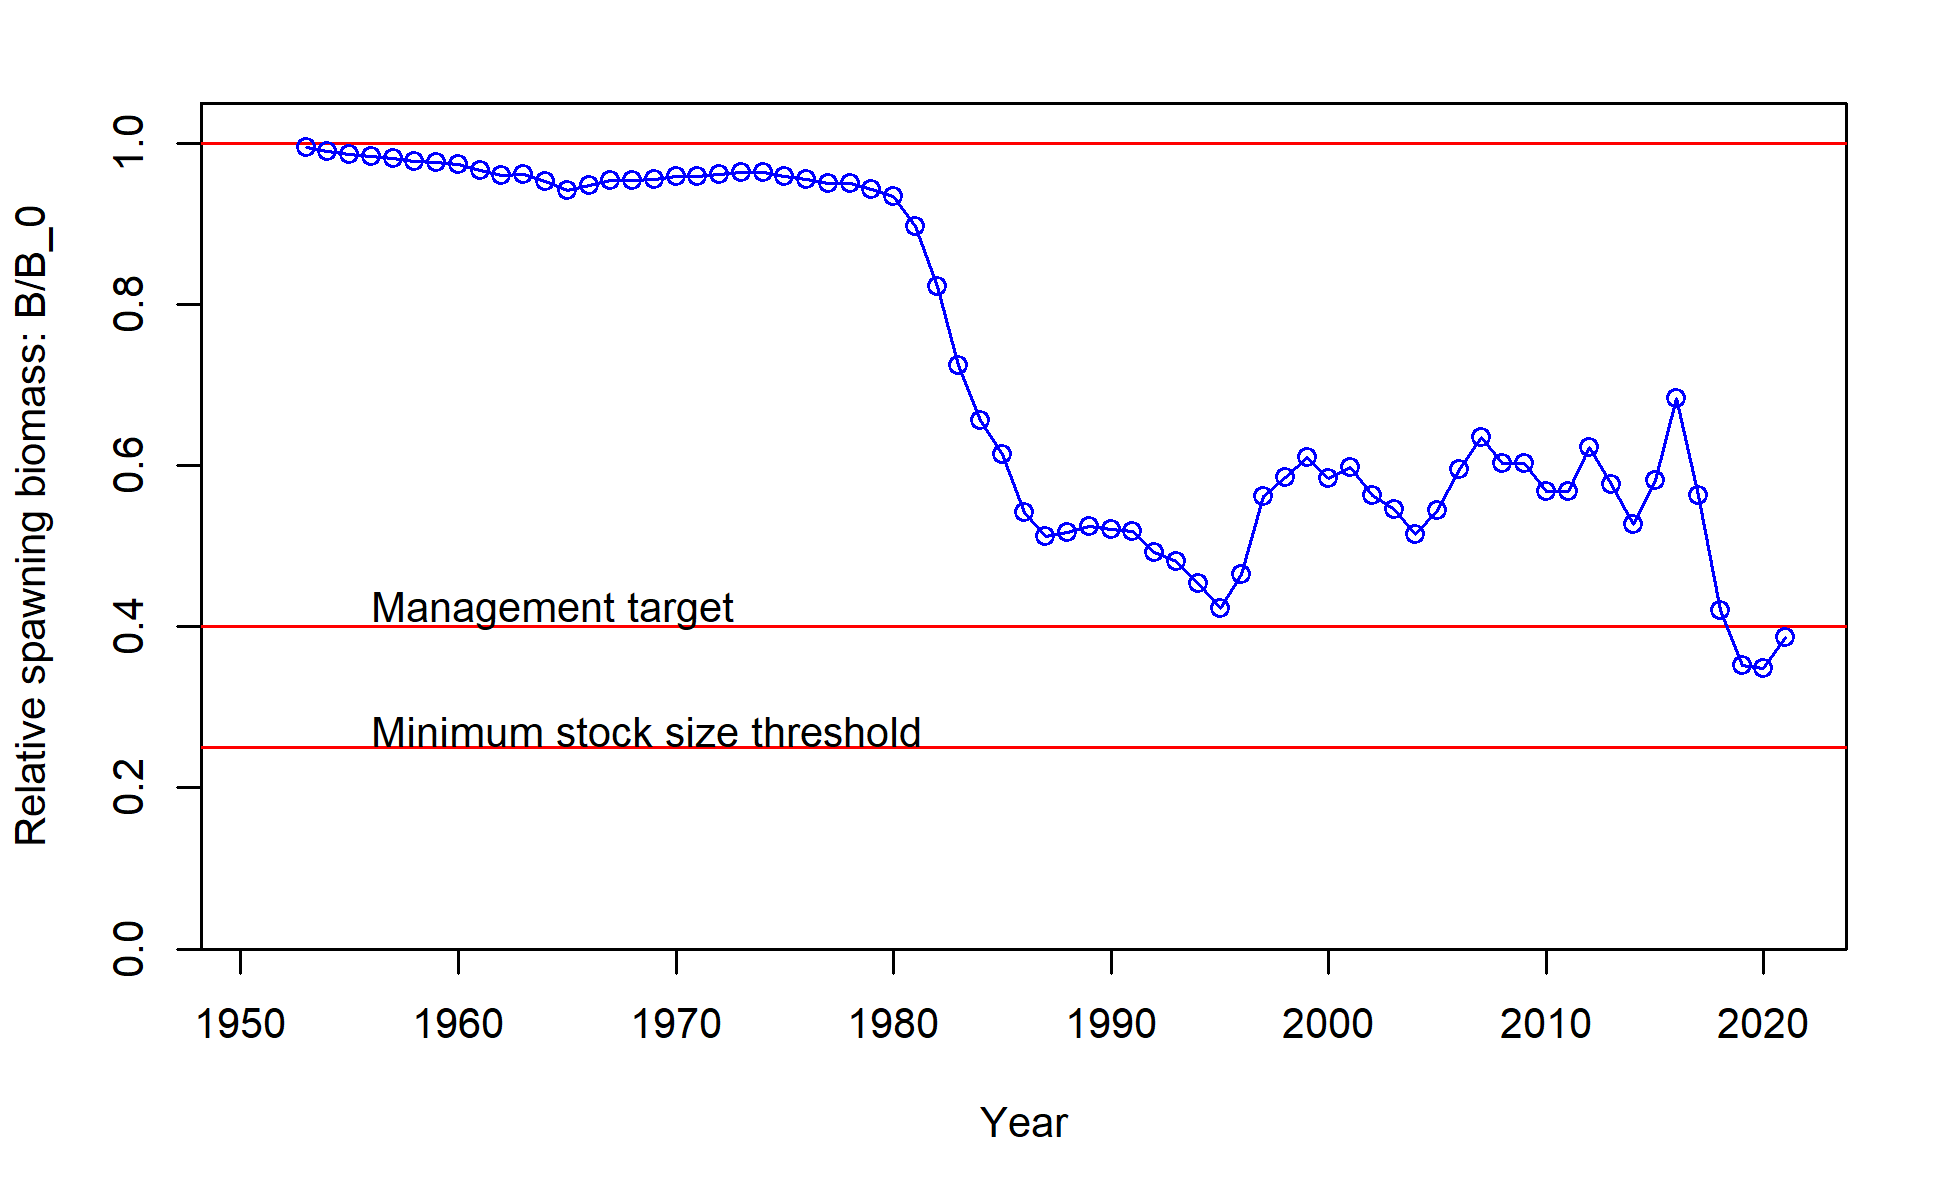 Relative spawning biomass: B/B_0
1.0
0.8
0.6
0.4
0.2
0.0
Management target
Minimum stock size threshold
1950 1960 1970 1980 1990 2000 2010 2020
Year